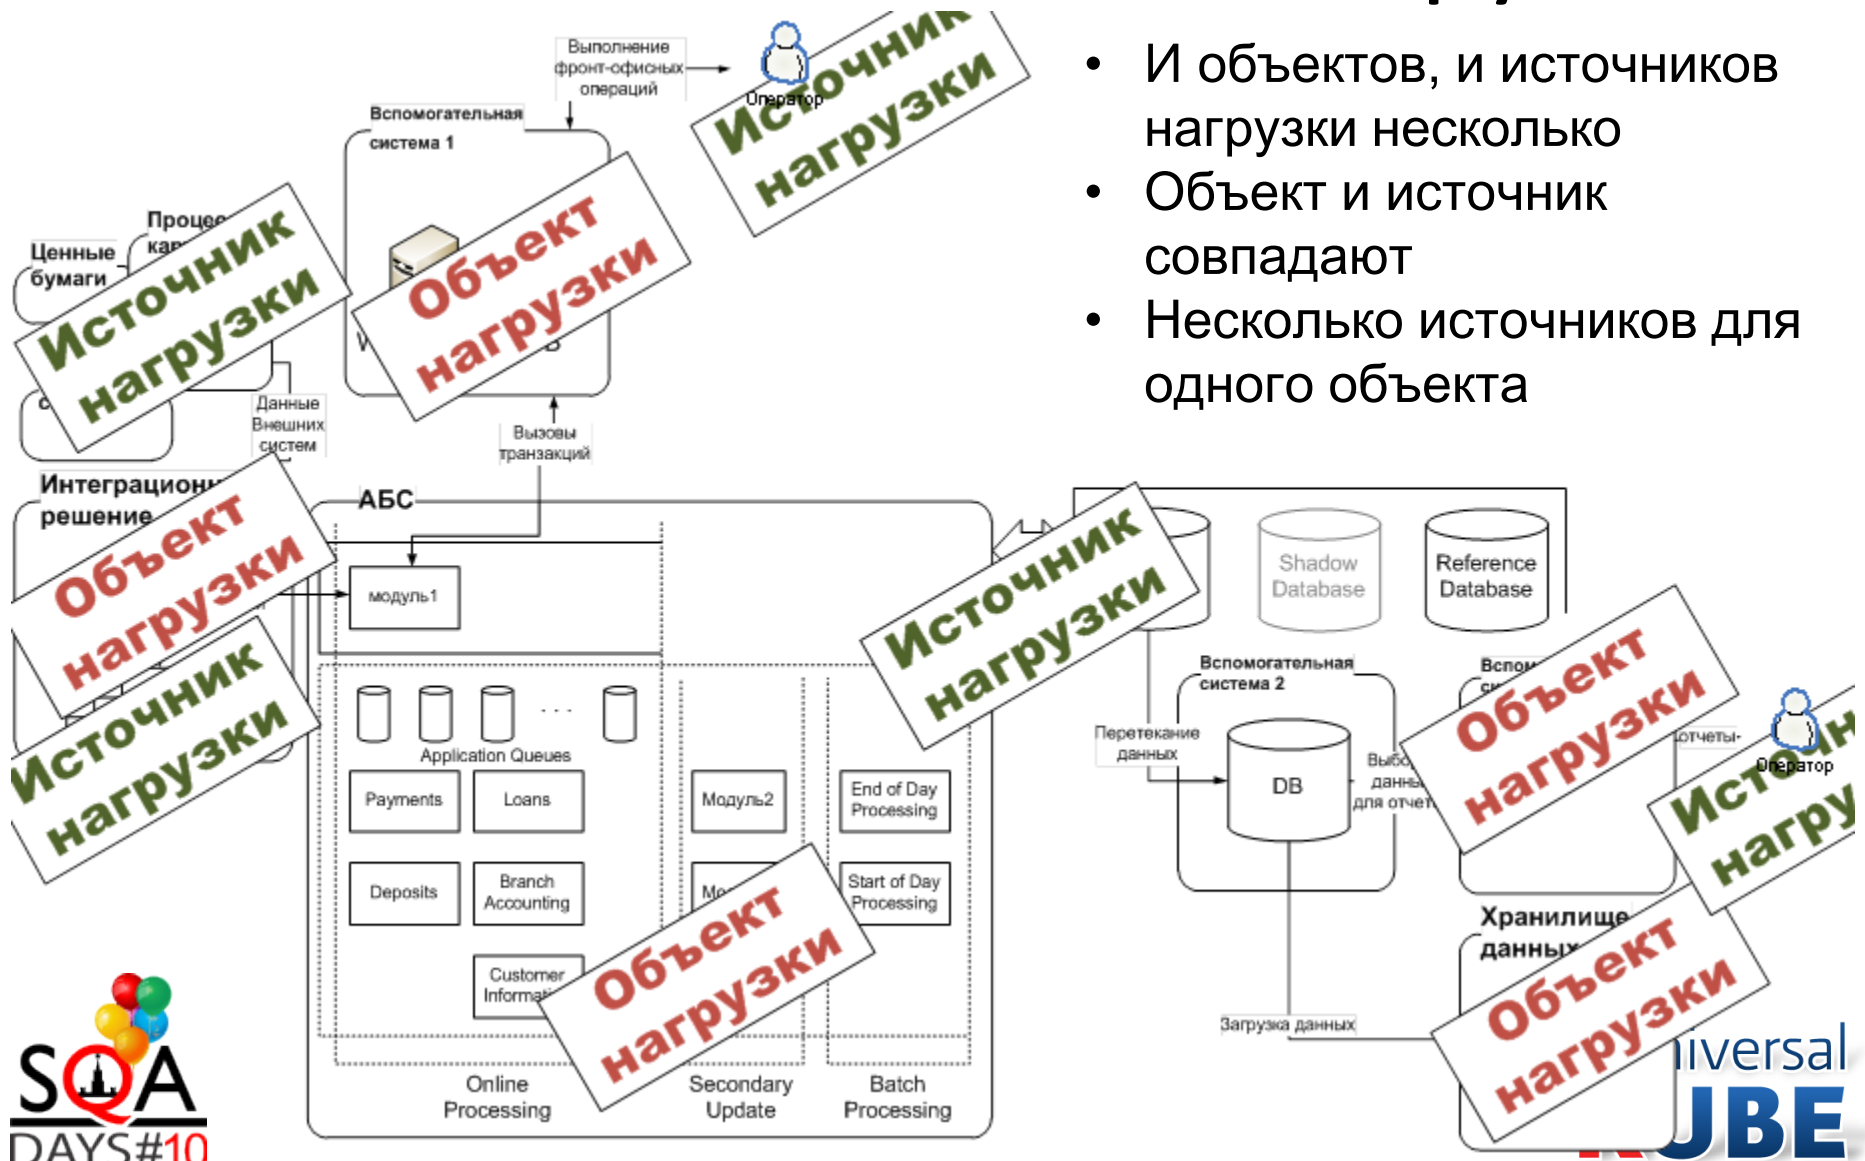 • И объектов, и источников
нагрузки несколько
• Объект и источник
совпадают
• Несколько источников для
одного объекта
Выполнение
фронт-офисных
операций
Оператор
Источник
нагрузки
Вспомогательная
система 1
Объект
нагрузки
Ценные
бумаги
Источник
нагрузки
Данные
Внешних
систем
Вызовы
транзакций
решение
Объект
нагрузки
Источник
нагрузки
АБС
модуль1
Application Queues
Payments
Loans
Модуль2
End of Day
Processing
Deposits
Branch
Accounting
Start of Day
Processing
Customer
Объект
нагрузки
Online
Processing
Secondary
Update
Batch
Processing
Источник
нагрузки
Shadow
Database
Reference
Database
Вспомогательная
система 2
Перетекание
данных
DB
данных
для
Объект
нагрузки
отчеты
Оператор
Хранилище
данных
Объект
нагрузки
Загрузка данных
SQA
DAYS#10